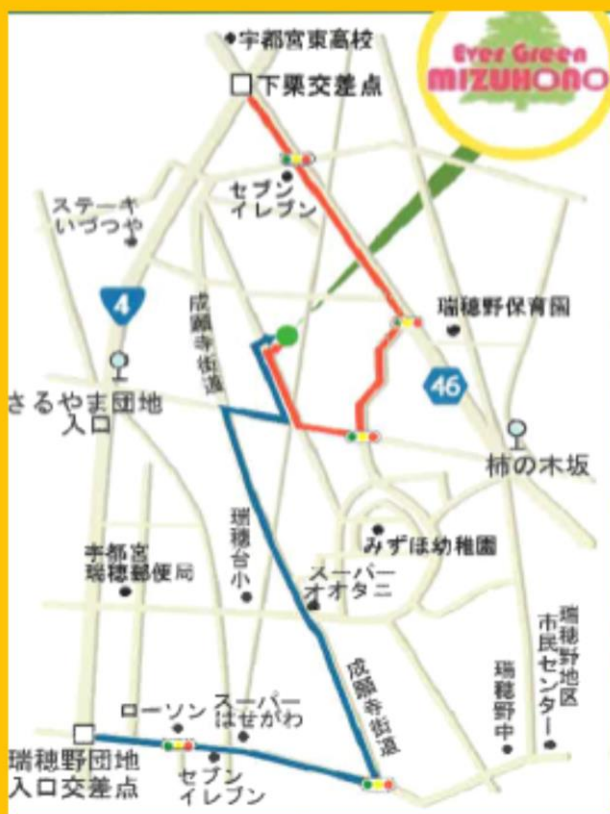 宇都宮東高校
Ever Green
MIZUHONO
下栗交差点
セブン
イレブン
ステーキ
いづつや
4
成願寺街道
瑞穂野保育園
46
さるやま団地
入口
柿の木坂
みずほ幼稚園
瑞穂台小
宇都宮
瑞穂郵便局
スーパー
オオタニ
瑞穂野地区
市民センター
瑞穂野中
成願寺街道
ローソン
スーパー
はせがわ
瑞穂野団地
入口交差点
セブン
イレブン